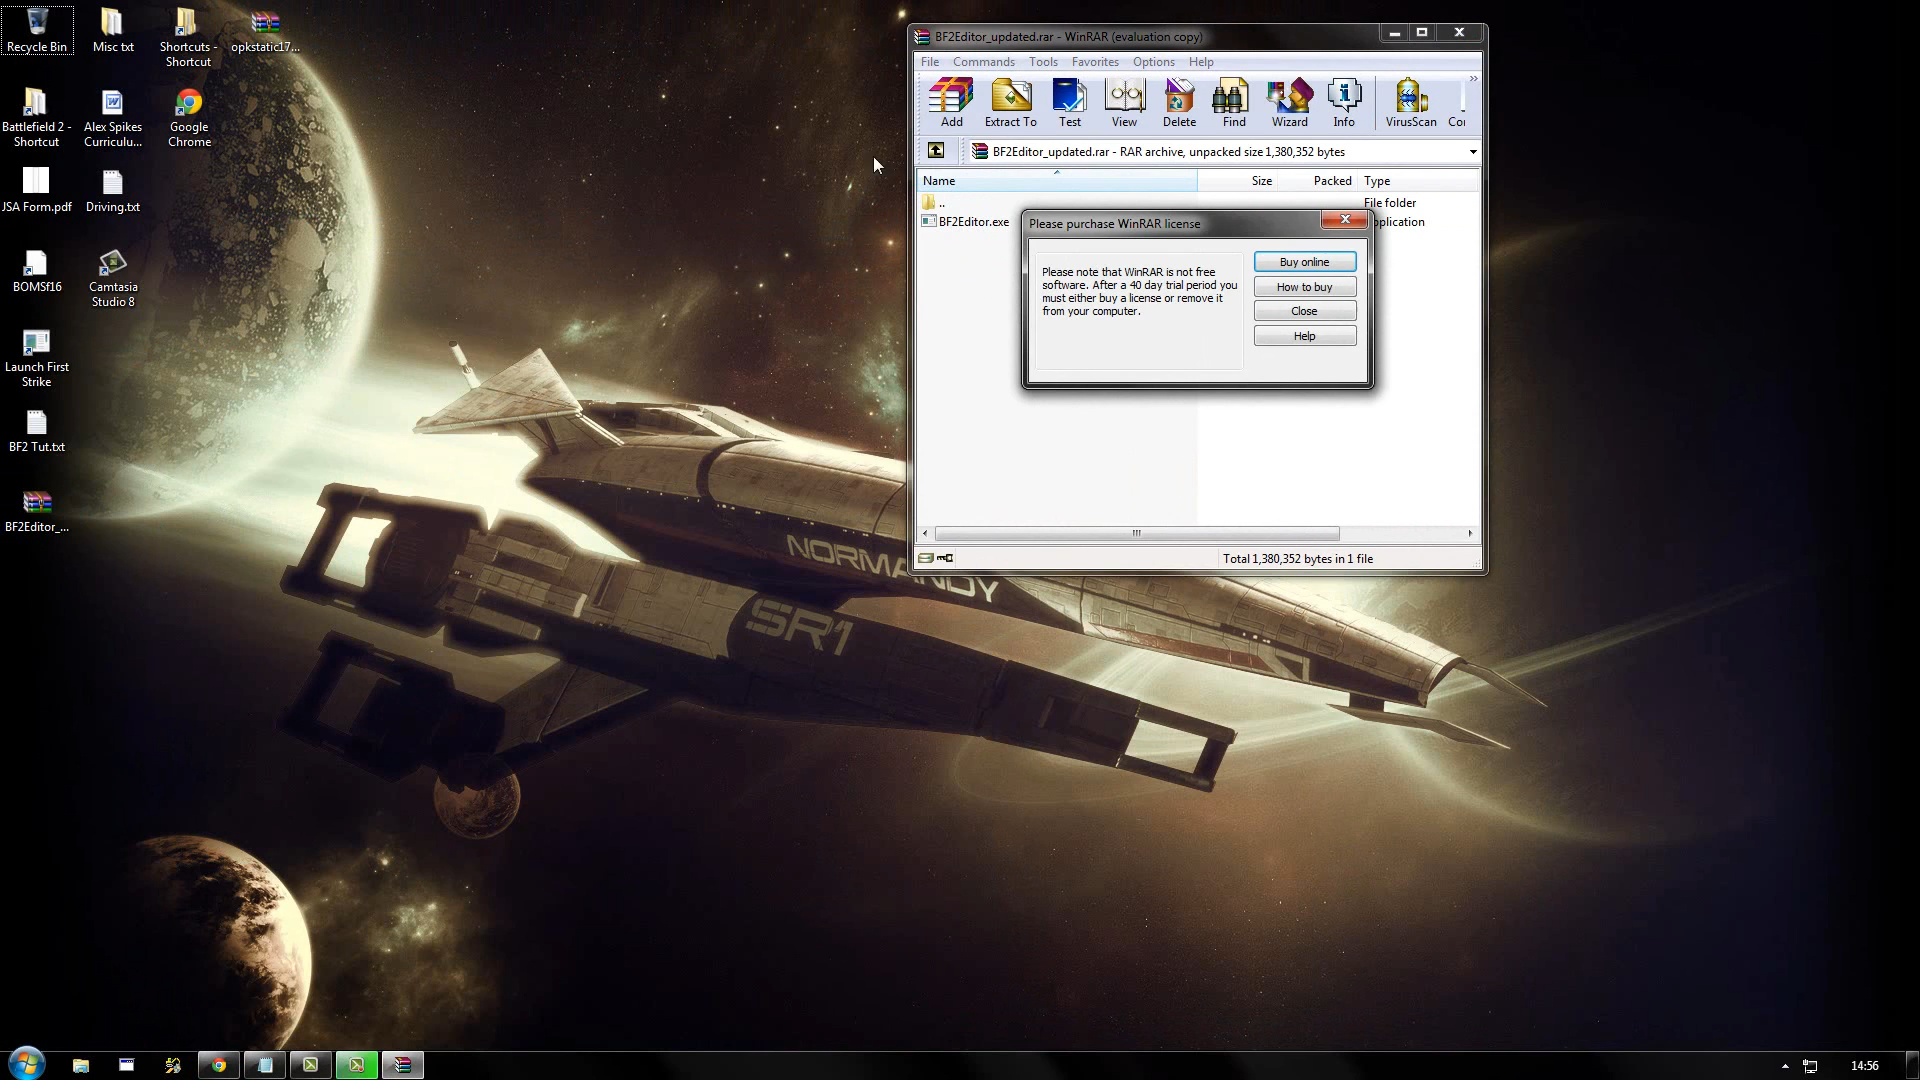 Recycle Bin
Misc txt
Shortcuts -
Shortcut
opkstatic17...
Battlefield 2 -
Shortcut
Alex Spikes
Curriculu...
Google
Chrome
JSA Form.pdf
Driving.txt
BOMSf16
Camtasia
Studio 8
Launch First
Strike
BF2 Tut.txt
BF2Editor_...
BF2Editor_updated.rar - WinRAR (evaluation copy)
File Commands Tools Favorites Options Help
Add Extract To Test View Delete Find Wizard Info VirusScan Co
BF2Editor_updated.rar - RAR archive, unpacked size 1,380,352 bytes
Name Size Packed Type
.. File folder
BF2Editor.exe pplication
Please purchase WinRAR license
Please note that WinRAR is not free
software. After a 40 day trial period you
must either buy a license or remove it
from your computer.
Buy online
How to buy
Close
Help
Total 1,380,352 bytes in 1 file
NORMANDY
SR1
14:56